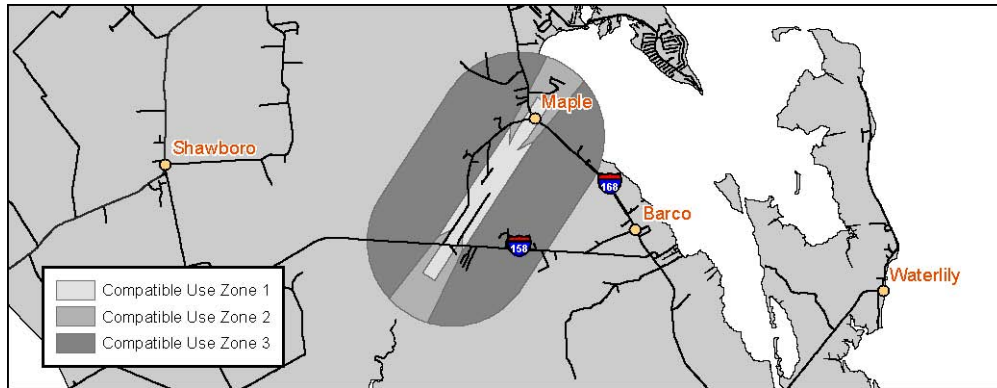 Maple
Shawboro
168
Barco
158
Waterlily
Compatible Use Zone 1
Compatible Use Zone 2
Compatible Use Zone 3